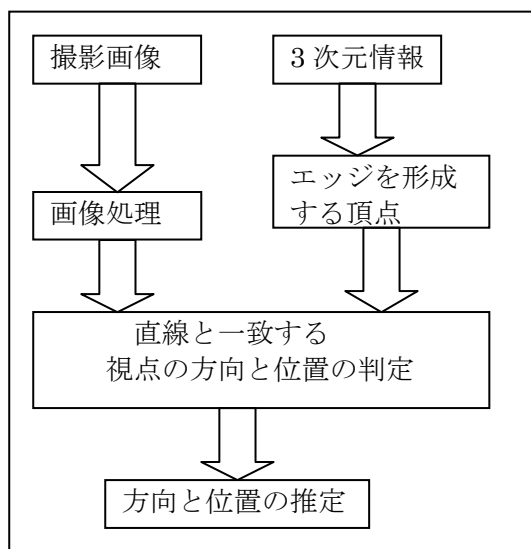 撮影画像
3次元情報
エッジを形成
する頂点
画像処理
直線と一致する
視点の方向と位置の判定
方向と位置の推定